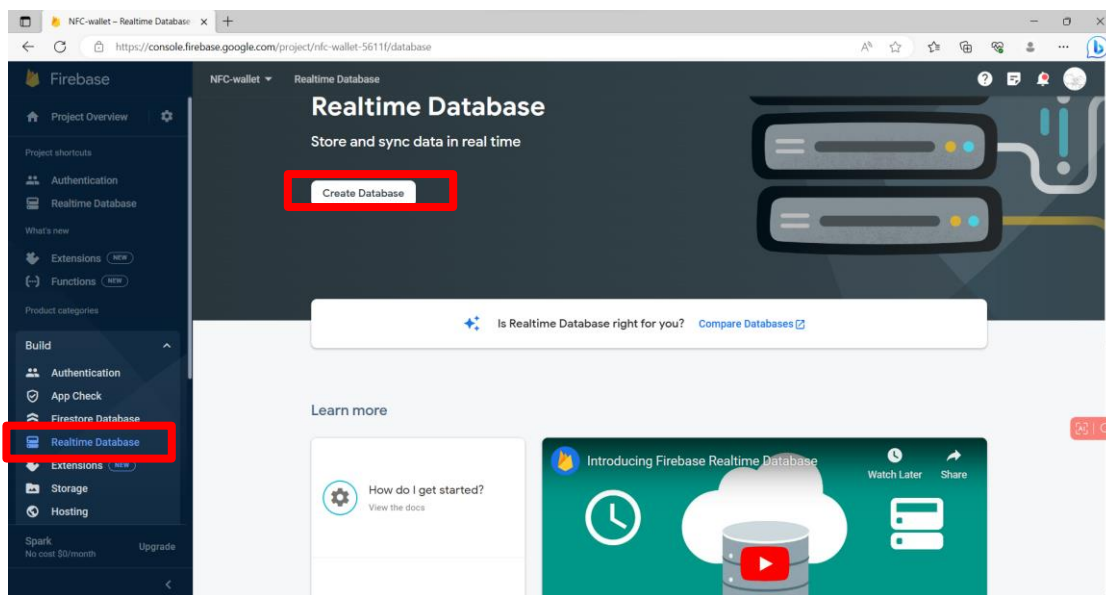 NFC-wallet – Realtime Database
https://console.firebase.google.com/project/nfc-wallet-5611f/database
Firebase
Project Overview
Project shortcuts
Authentication
Realtime Database
What's new
Extensions NEW
Functions NEW
Product categories
Build
Authentication
App Check
Firestore Database
Realtime Database
Extensions NEW
Storage
Hosting
Spark
No cost $0/month
Upgrade
NFC-wallet
Realtime Database
Realtime Database
Store and sync data in real time
Create Database
Is Realtime Database right for you? Compare Databases
Learn more
How do I get started?
View the docs
Introducing Firebase Realtime Database
Watch Later
Share